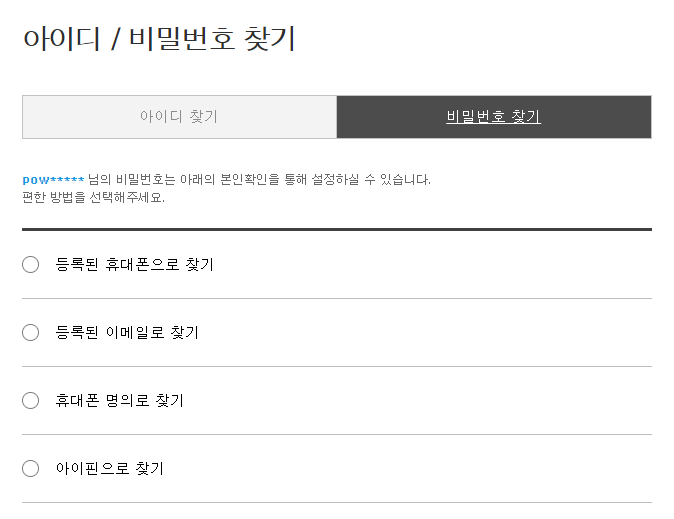 아이디 / 비밀번호 찾기
아이디 찾기
비밀번호 찾기
pow***** 님의 비밀번호는 아래의 본인확인을 통해 설정하실 수 있습니다.
편한 방법을 선택해주세요.
등록된 휴대폰으로 찾기
등록된 이메일로 찾기
휴대폰 명의로 찾기
아이핀으로 찾기